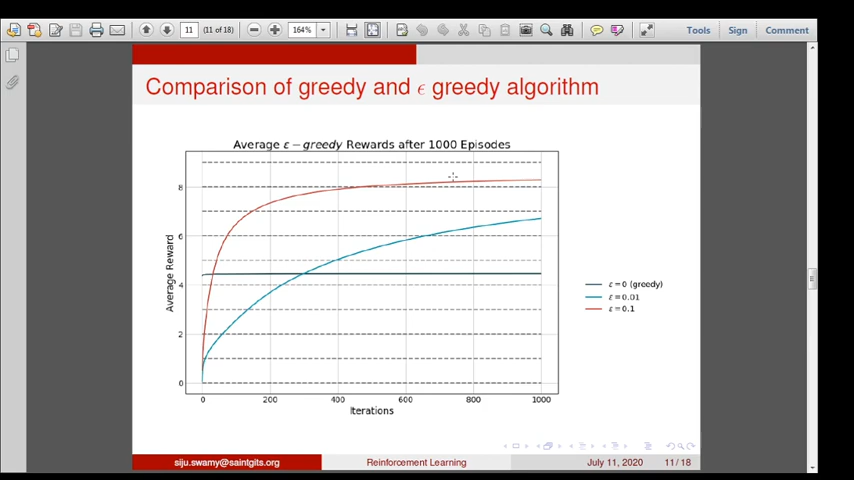 11 (11 of 18) 164% Tools Sign Comment
Comparison of greedy and ϵ greedy algorithm
Average ε − greedy Rewards after 1000 Episodes
8
6
4
2
0
Average Reward
0 200 400 600 800 1000
Iterations
ε = 0 (greedy)
ε = 0.01
ε = 0.1
siju.swamy@saintgits.org Reinforcement Learning July 11, 2020 11/18